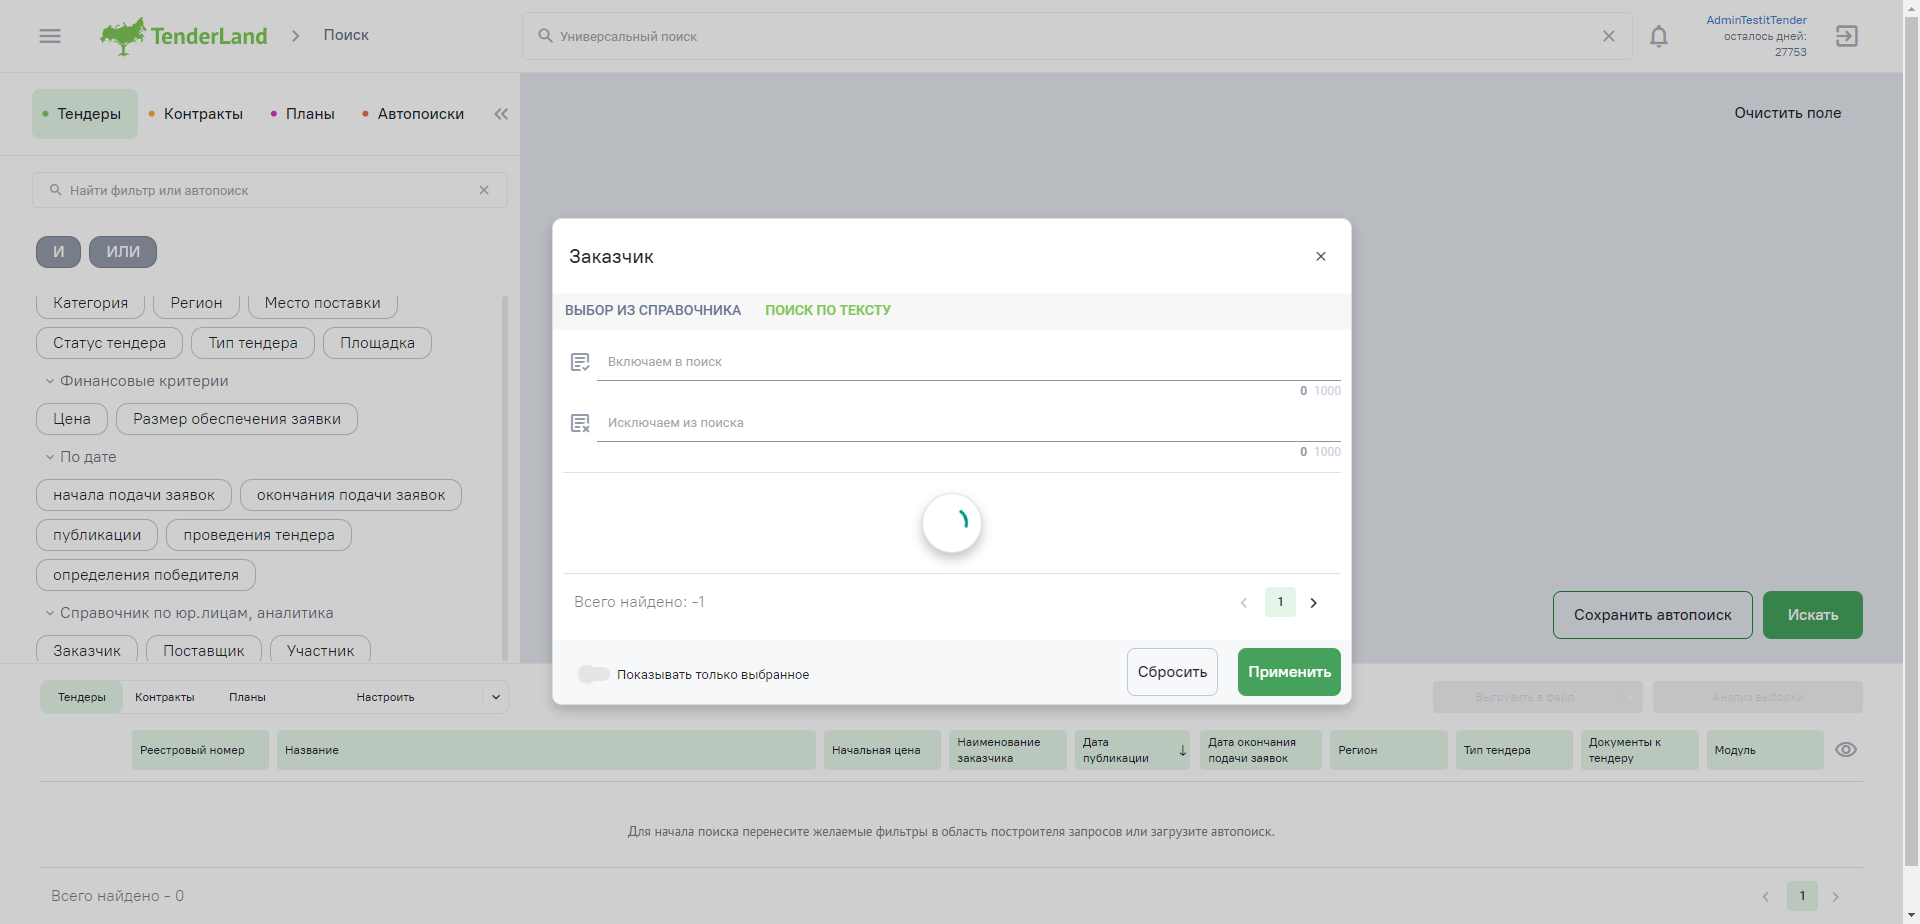 TenderLand
Поиск
Универсальный поиск
AdminTestitTender
осталось дней:
27753
Тендеры
Контракты
Планы
Автопоиски
Очистить поле
Найти фильтр или автопоиск
И
ИЛИ
Категория
Регион
Место поставки
Статус тендера
Тип тендера
Площадка
Финансовые критерии
Цена
Размер обеспечения заявки
По дате
начала подачи заявок
окончания подачи заявок
публикации
проведения тендера
определения победителя
Справочник по юр.лицам, аналитика
Заказчик
Поставщик
Участник
Заказчик
ВЫБОР ИЗ СПРАВОЧНИКА
ПОИСК ПО ТЕКСТУ
Включаем в поиск
0 1000
Исключаем из поиска
0 1000
Всего найдено: -1
1
Показывать только выбранное
Сбросить
Применить
Сохранить автопоиск
Искать
Тендеры
Контракты
Планы
Настроить
Выгрузить в файл
Анализ выборки
Реестровый номер
Название
Начальная цена
Наименование
заказчика
Дата
публикации
Дата окончания
подачи заявок
Регион
Тип тендера
Документы к
тендеру
Модуль
Для начала поиска перенесите желаемые фильтры в область построителя запросов или загрузите автопоиск.
Всего найдено - 0
1